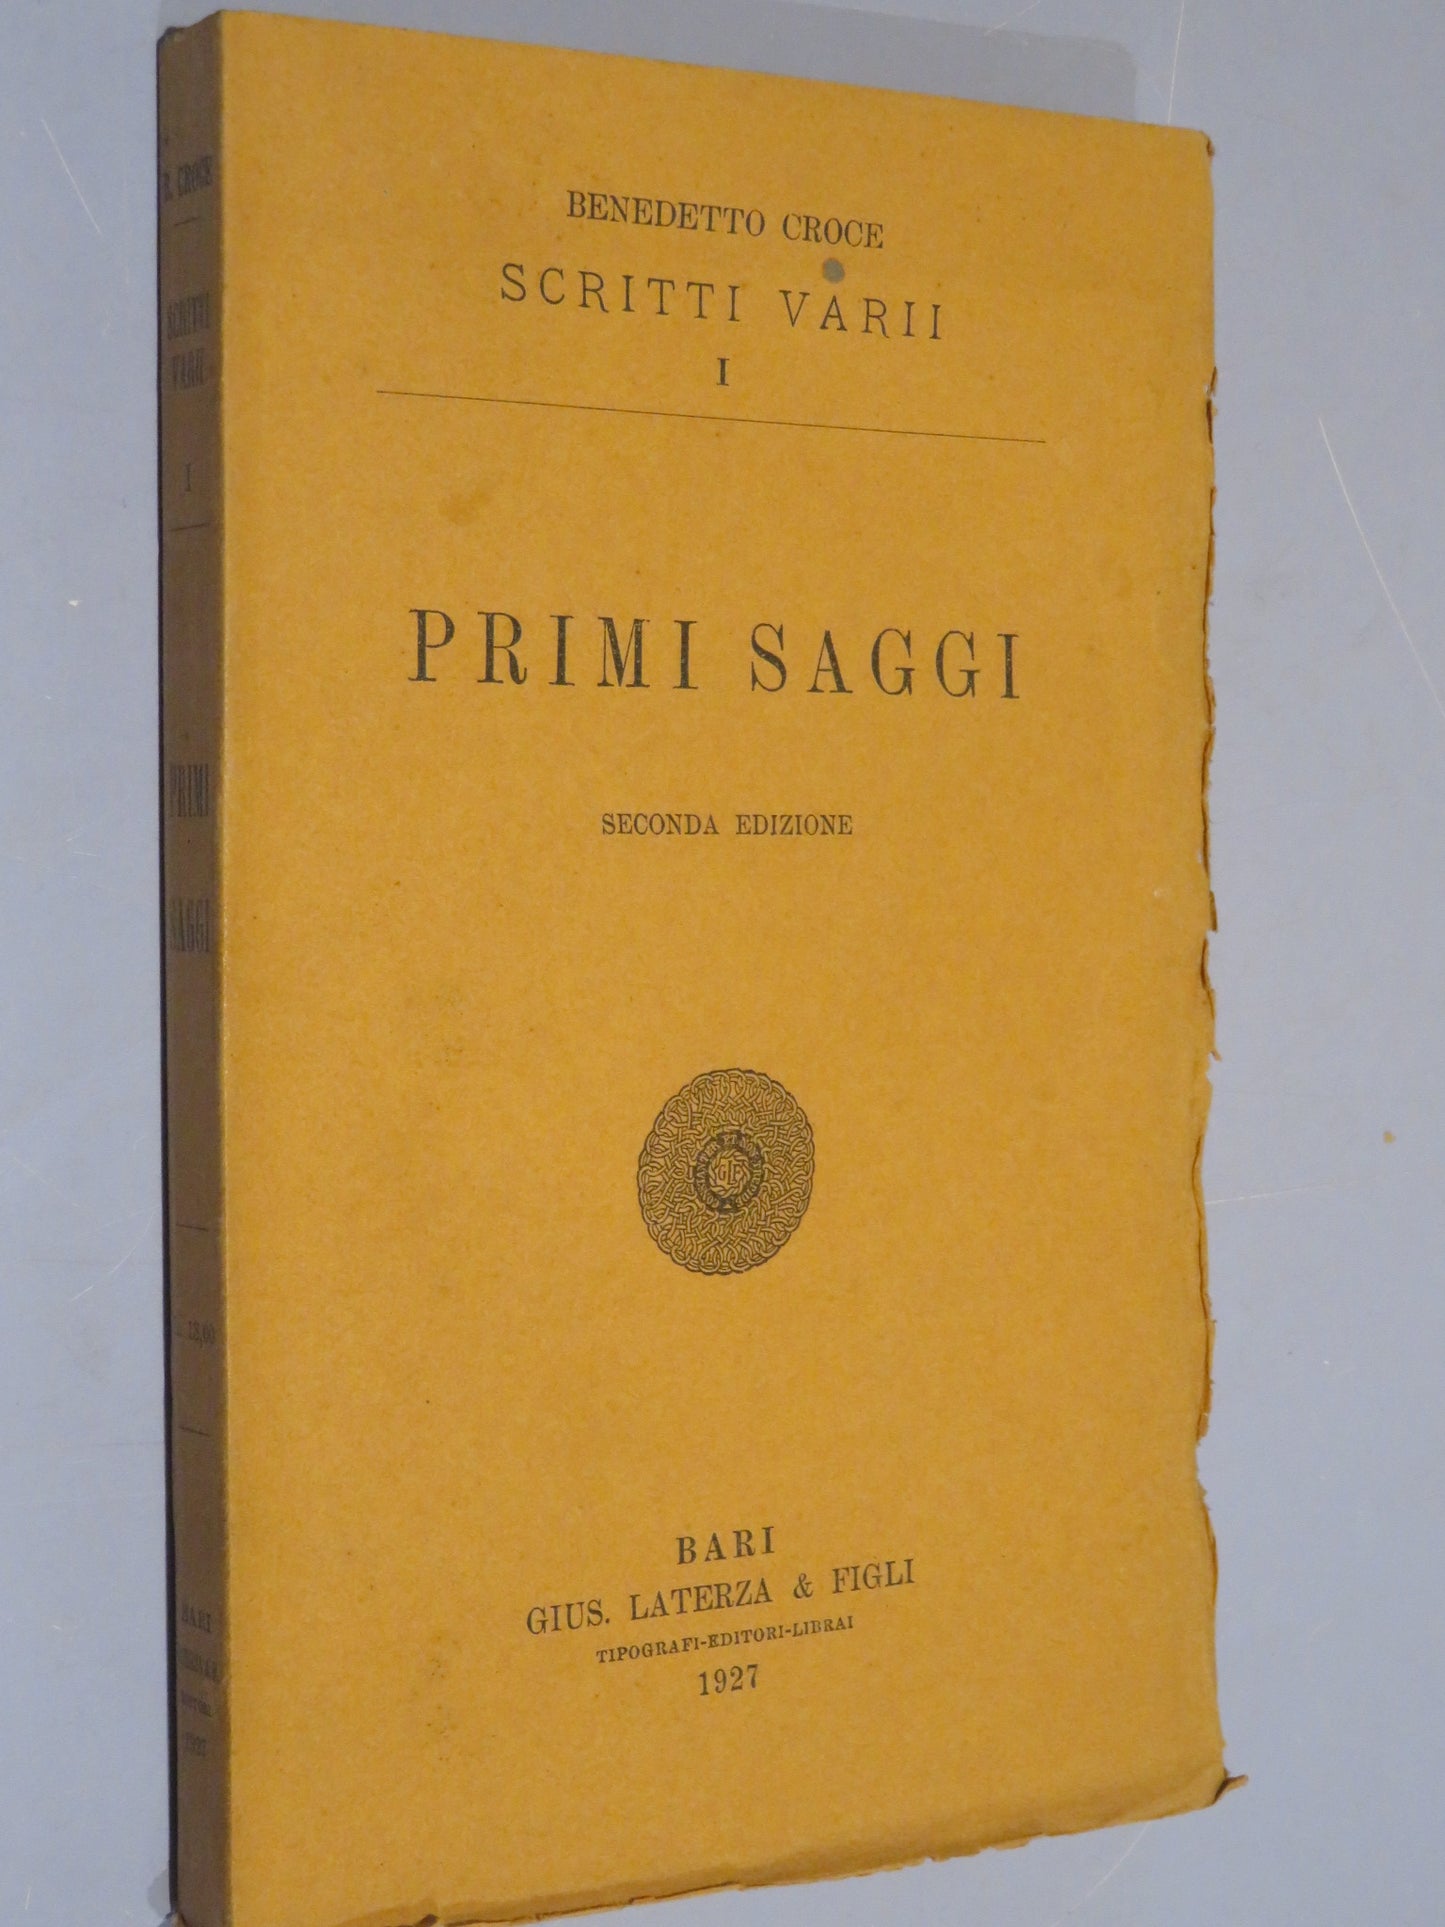 BENEDETTO CROCE
SCRITTI VARII
I
PRIMI SAGGI
SECONDA EDIZIONE
BARI
GIUS. LATERZA & FIGLI
TIPOGRAFI-EDITORI-LIBRAI
1927
B. CROCE
SCRITTI
VARII
I
PRIMI
SAGGI
BARI
1927